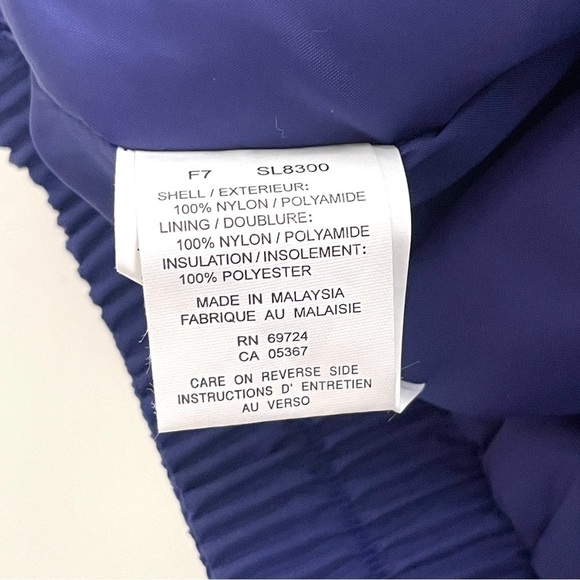 F7 SL8300
SHELL / EXTERIEUR:
100% NYLON / POLYAMIDE
LINING / DOUBLURE:
100% NYLON / POLYAMIDE
INSULATION / INSOLEMENT:
100% POLYESTER
MADE IN MALAYSIA
FABRIQUE AU MALAISIE
RN 69724
CA 05367
CARE ON REVERSE SIDE
INSTRUCTIONS D' ENTRETIEN
AU VERSO